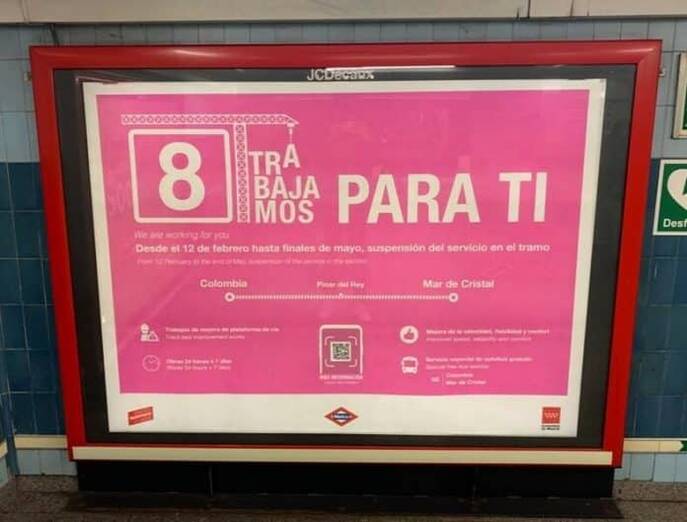 JCDecaux
8
TRA
BAJA
MOS
PARA TI
We are working for you
Desde el 12 de febrero hasta finales de mayo, suspensión del servicio en el tramo
From 12 February to the end of May, suspension of the service in the section
Colombia
Pinar del Rey
Mar de Cristal
Trabajos de mejora de plataforma de vía
Track bed improvement works
Obras 24 horas x 7 días
Works 24 hours x 7 days
MÁS INFORMACIÓN
Mejora de la velocidad, fiabilidad y confort
Improved speed, reliability and comfort
Servicio especial de autobús gratuito
Special free bus service
Colombia
Mar de Cristal
Metro
Desf